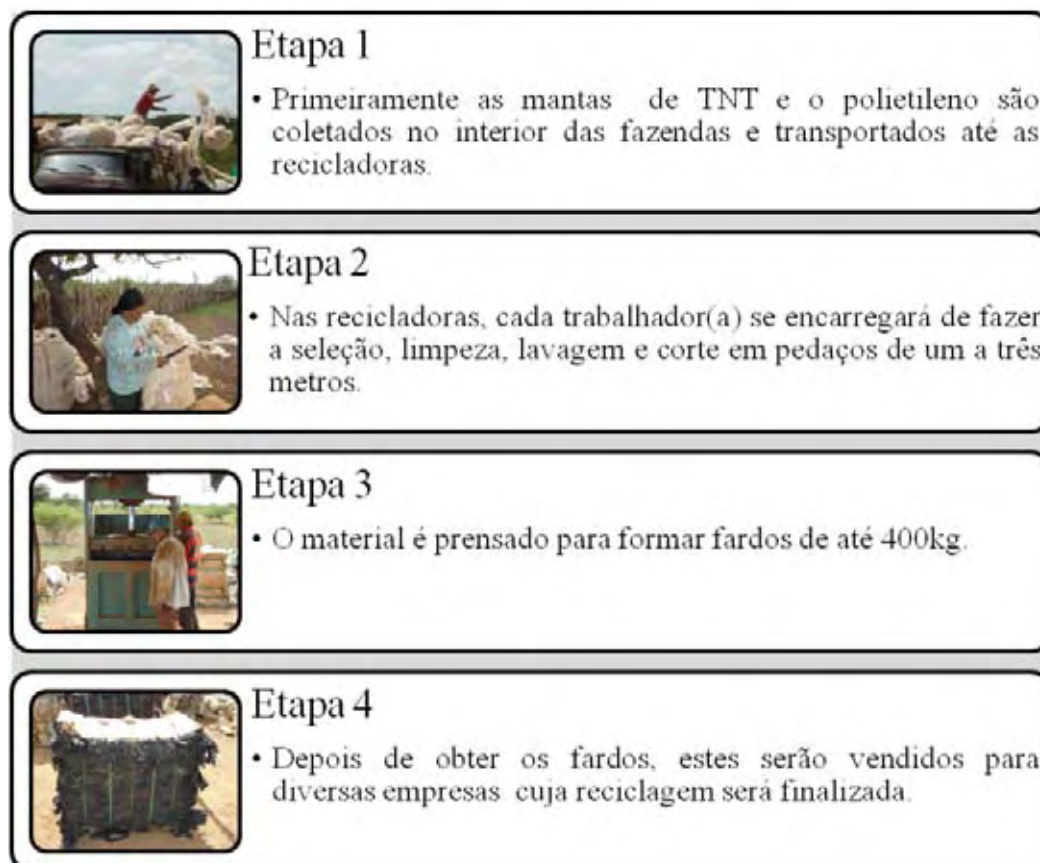 Etapa 1
• Primeiramente as mantas de TNT e o polietileno são
coletados no interior das fazendas e transportados até as
recicladoras.
Etapa 2
• Nas recicladoras, cada trabalhador(a) se encarregará de fazer
a seleção, limpeza, lavagem e corte em pedaços de um a três
metros.
Etapa 3
• O material é prensado para formar fardos de até 400kg.
Etapa 4
• Depois de obter os fardos, estes serão vendidos para
diversas empresas cuja reciclagem será finalizada.